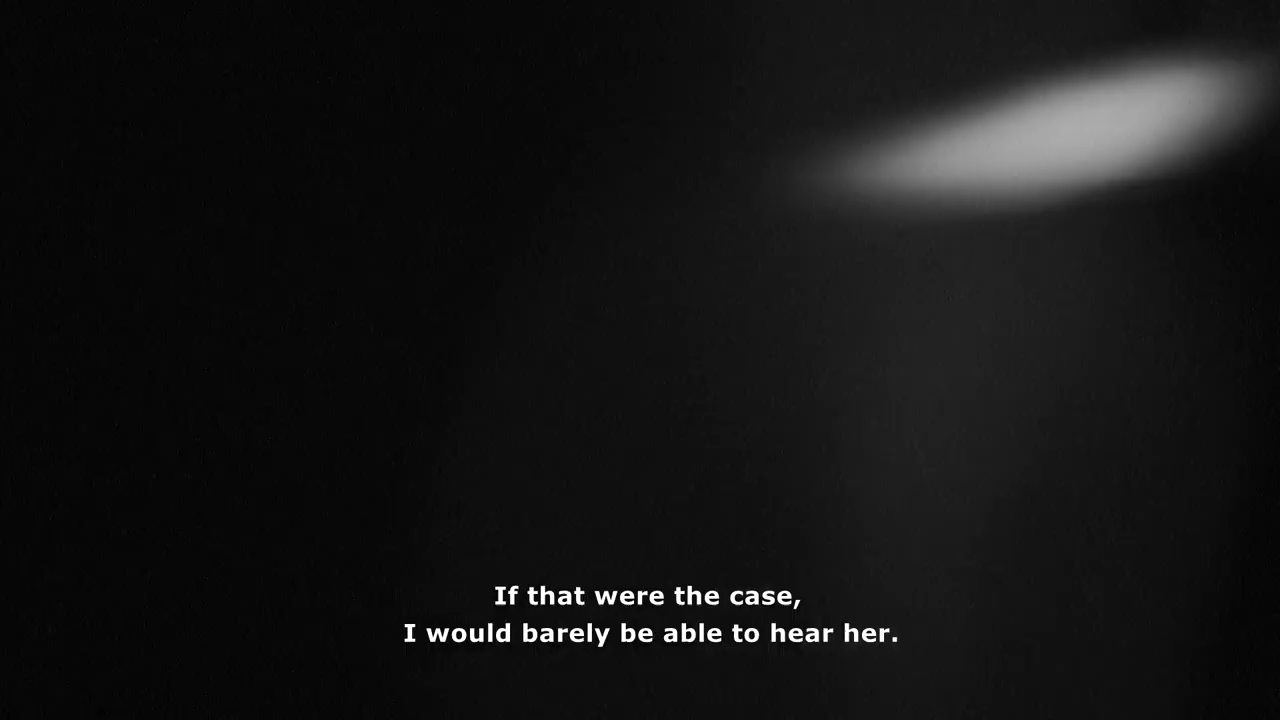 If that were the case,
I would barely be able to hear her.